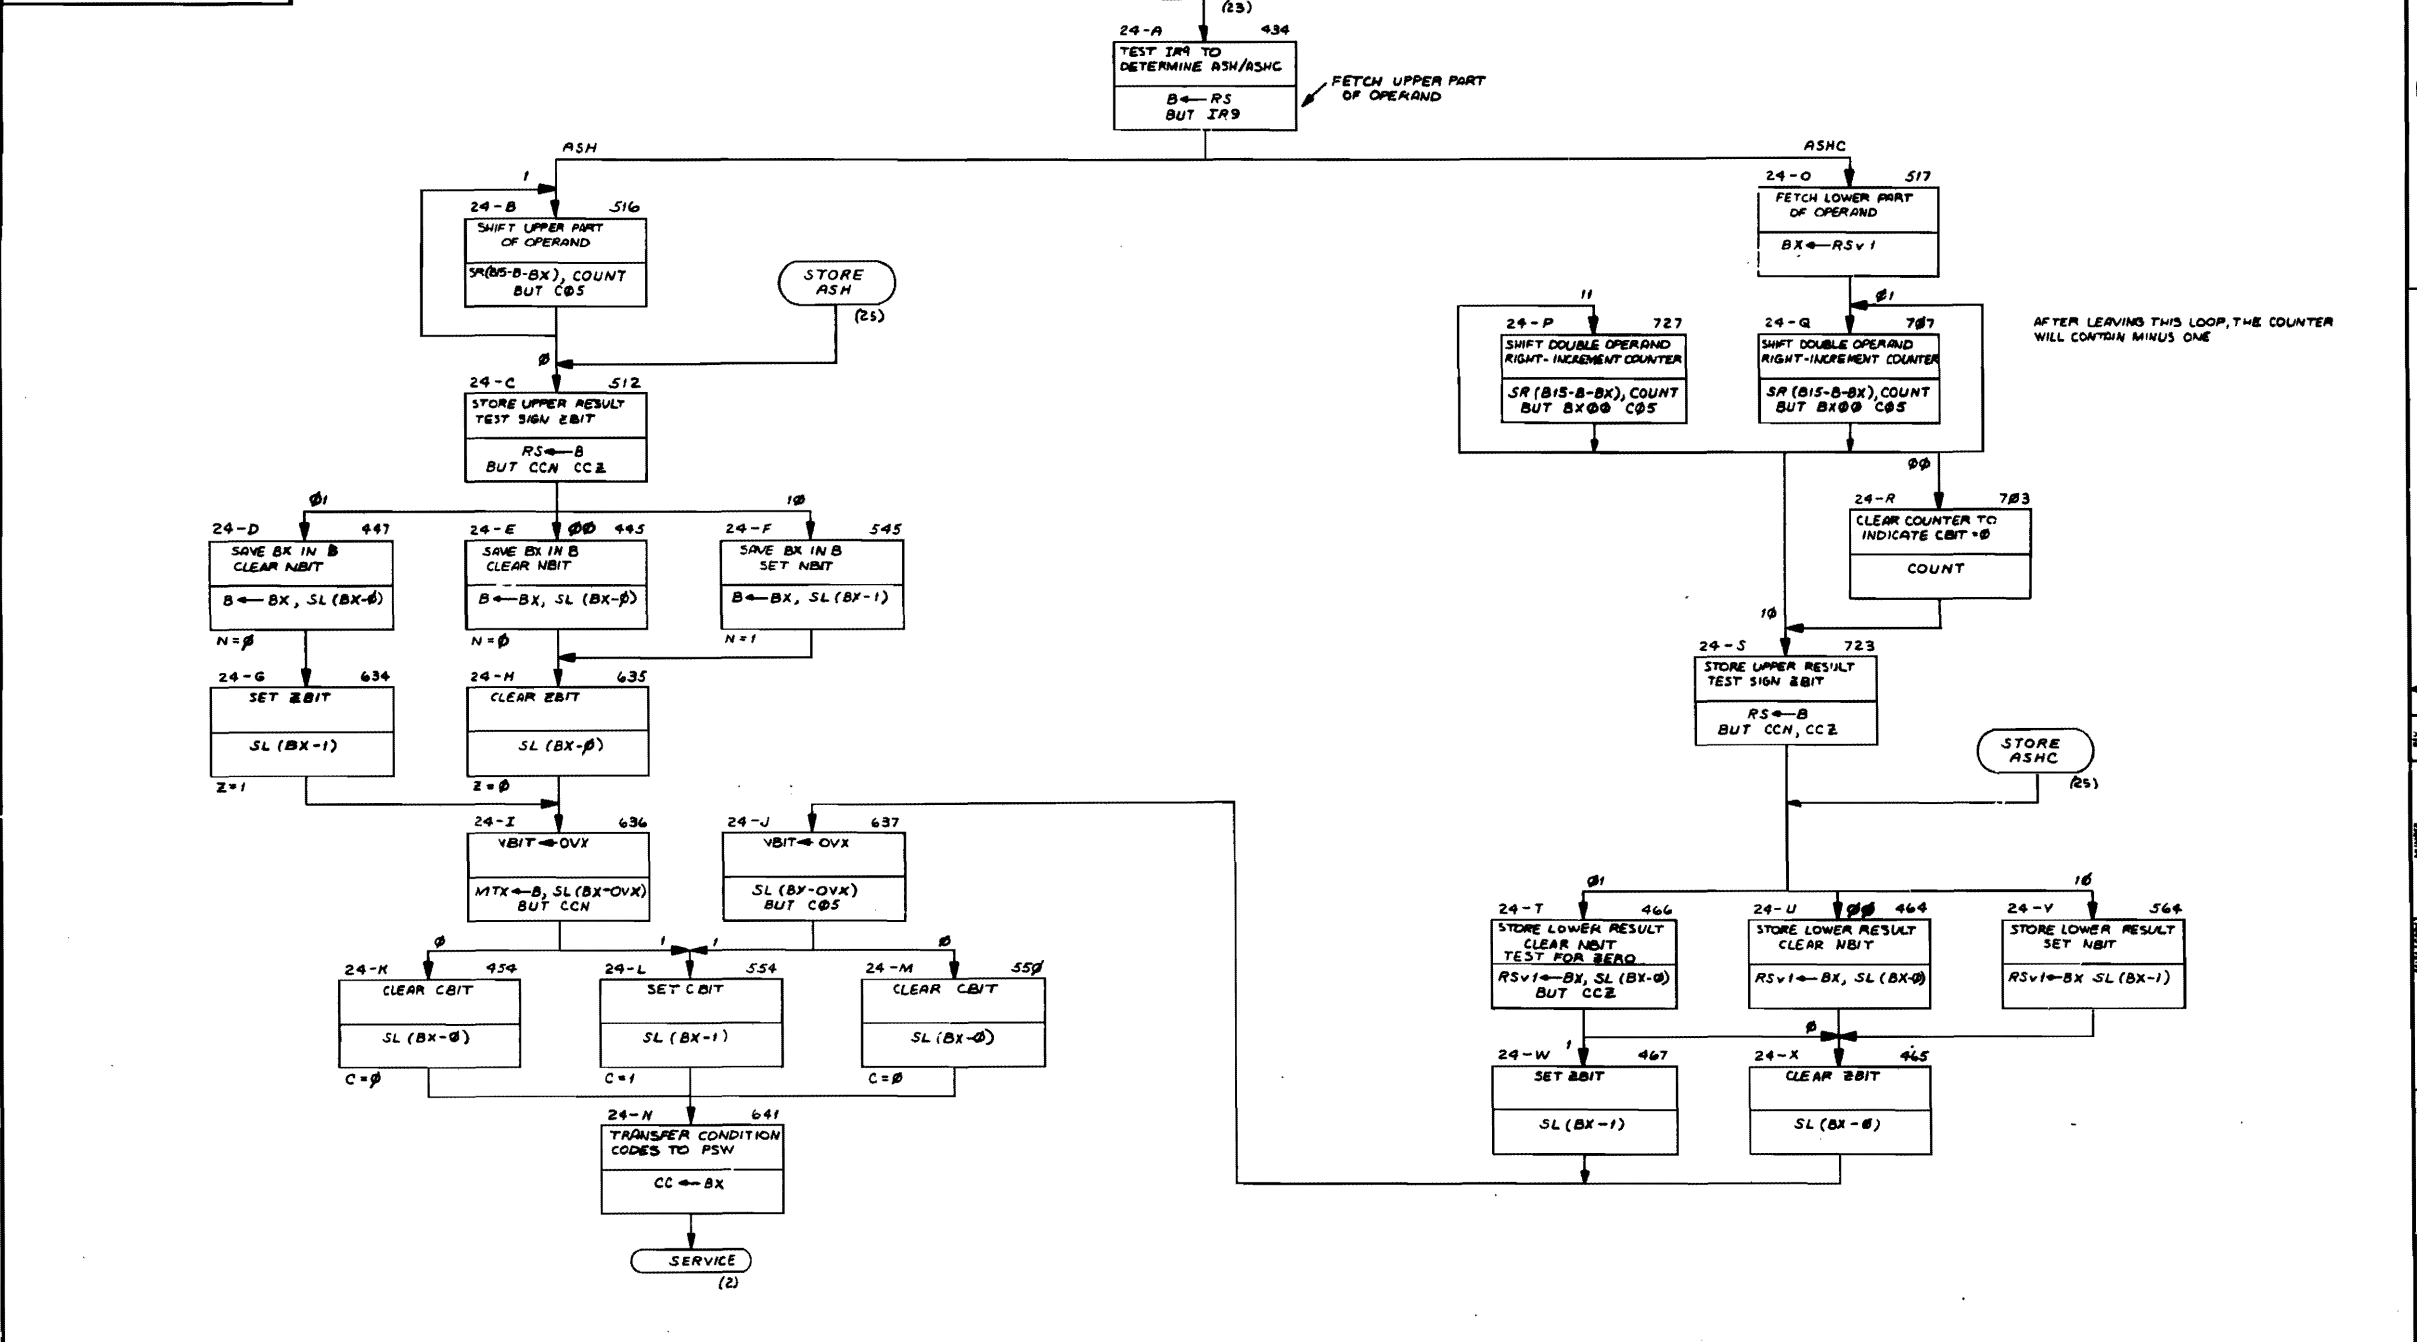 (23)
24-A 434
TEST IR9 TO
DETERMINE ASH/ASHC
B←RS
BUT IR9
FETCH UPPER PART
OF OPERAND
ASH
ASHC
1
24-B 516
SHIFT UPPER PART
OF OPERAND
SR(B15-B-BX), COUNT
BUT CØ5
STORE
ASH
(25)
Ø
24-C 512
STORE UPPER RESULT
TEST SIGN ZBIT
RS←B
BUT CCN CCZ
Ø1
ØØ
1Ø
24-D 447
SAVE BX IN B
CLEAR NBIT
B←BX, SL (BX-Ø)
N=Ø
24-E 445
SAVE BX IN B
CLEAR NBIT
B←BX, SL (BX-Ø)
N=Ø
24-F 545
SAVE BX IN B
SET NBIT
B←BX, SL (BX-1)
N=1
24-G 634
SET ZBIT
SL (BX-1)
Z=1
24-H 635
CLEAR ZBIT
SL (BX-Ø)
Z=Ø
24-I 636
VBIT←OVX
MTX←B, SL(BX-OVX)
BUT CCN
24-J 637
VBIT←OVX
SL (BX-OVX)
BUT CØ5
Ø
1
1
Ø
24-K 454
CLEAR CBIT
SL (BX-Ø)
C=Ø
24-L 554
SET CBIT
SL (BX-1)
C=1
24-M 55Ø
CLEAR CBIT
SL (BX-Ø)
C=Ø
24-N 641
TRANSFER CONDITION
CODES TO PSW
CC←BX
SERVICE
(2)
24-O 517
FETCH LOWER PART
OF OPERAND
BX←RSv1
11
Ø1
24-P 727
SHIFT DOUBLE OPERAND
RIGHT-INCREMENT COUNTER
SR (B15-B-BX), COUNT
BUT BXØØ CØ5
24-Q 7Ø7
SHIFT DOUBLE OPERAND
RIGHT-INCREMENT COUNTER
SR (B15-B-BX), COUNT
BUT BXØØ CØ5
AFTER LEAVING THIS LOOP, THE COUNTER
WILL CONTAIN MINUS ONE
ØØ
24-R 7Ø3
CLEAR COUNTER TO
INDICATE CBIT=Ø
COUNT
1Ø
24-S 723
STORE UPPER RESULT
TEST SIGN ZBIT
RS←B
BUT CCN, CCZ
STORE
ASHC
(25)
Ø1
ØØ
1Ø
24-T 466
STORE LOWER RESULT
CLEAR NBIT
TEST FOR ZERO
RSv1←BX, SL (BX-Ø)
BUT CCZ
24-U 464
STORE LOWER RESULT
CLEAR NBIT
RSv1←BX, SL (BX-Ø)
24-V 564
STORE LOWER RESULT
SET NBIT
RSv1←BX SL (BX-1)
1
Ø
24-W 467
SET ZBIT
SL (BX-1)
24-X 465
CLEAR ZBIT
SL (BX-Ø)